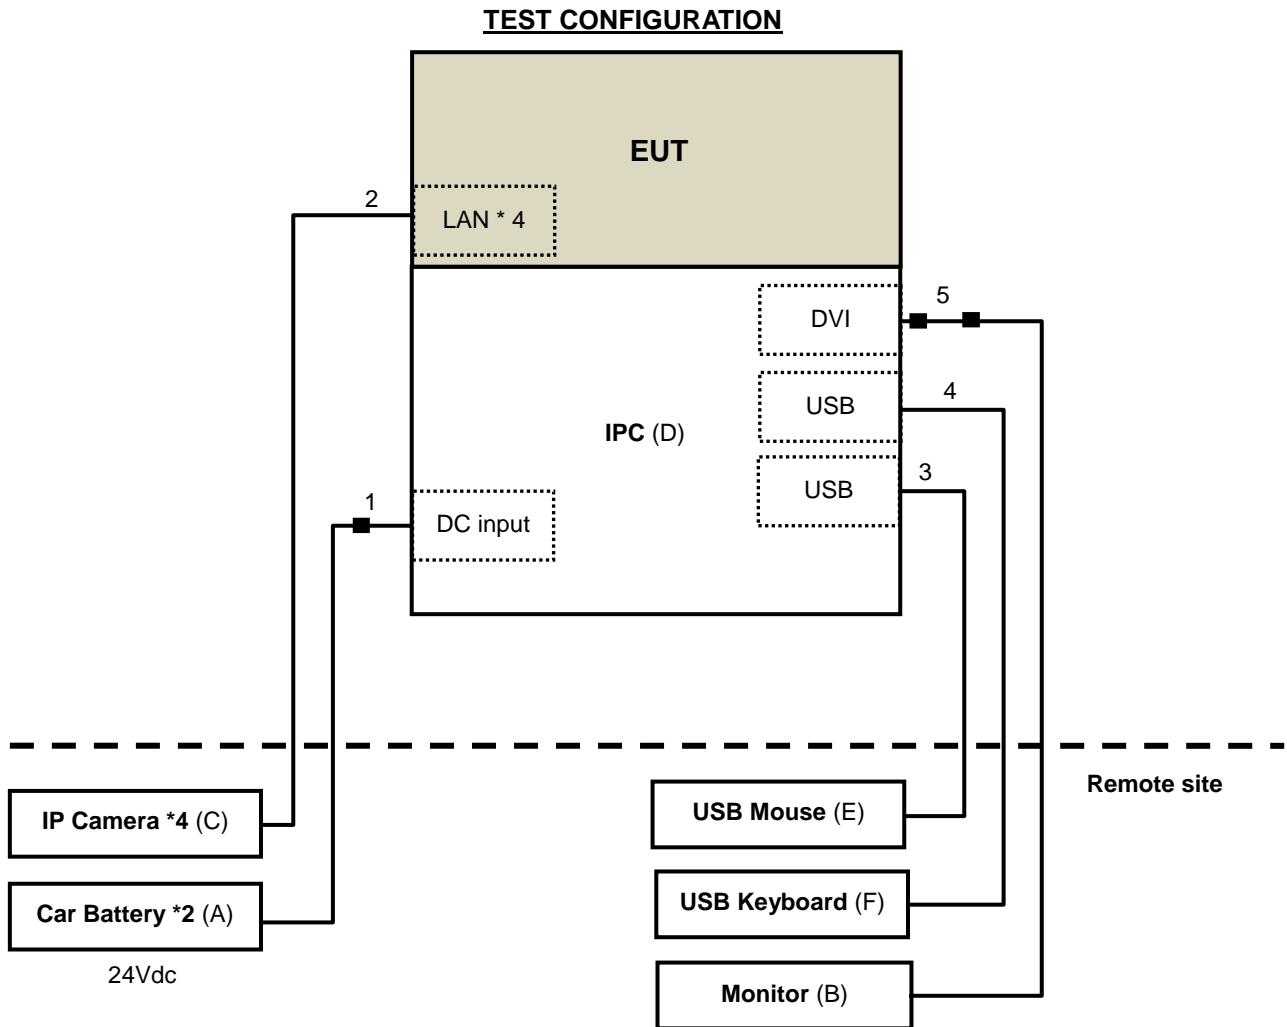 TEST CONFIGURATION
EUT
2
LAN * 4
5
DVI
4
USB
IPC (D)
3
USB
1
DC input
Remote site
IP Camera *4 (C)
USB Mouse (E)
Car Battery *2 (A)
USB Keyboard (F)
24Vdc
Monitor (B)